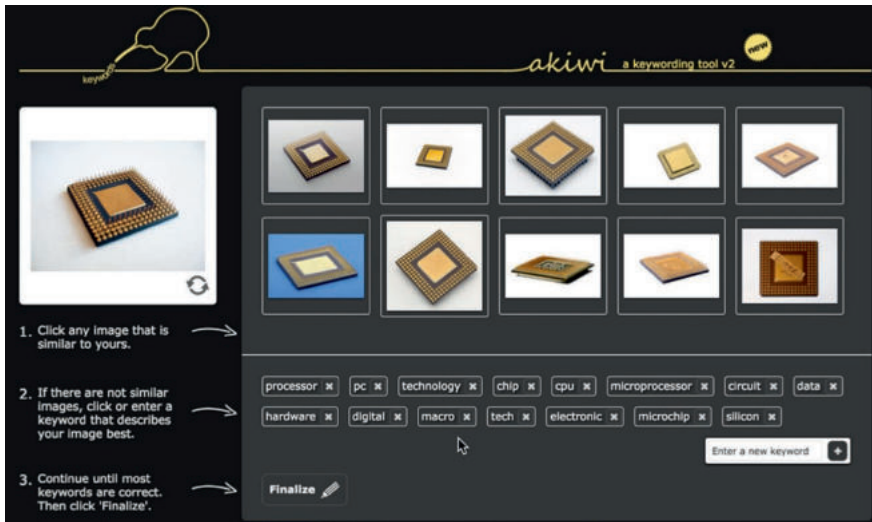 keywords
akiwi a keywording tool v2 new
1. Click any image that is
similar to yours.
processor × pc × technology × chip × cpu × microprocessor × circuit × data ×
2. If there are not similar
images, click or enter a
keyword that describes
your image best.
hardware × digital × macro × tech × electronic × microchip × silicon ×
Enter a new keyword +
3. Continue until most
keywords are correct.
Then click 'Finalize'.
Finalize